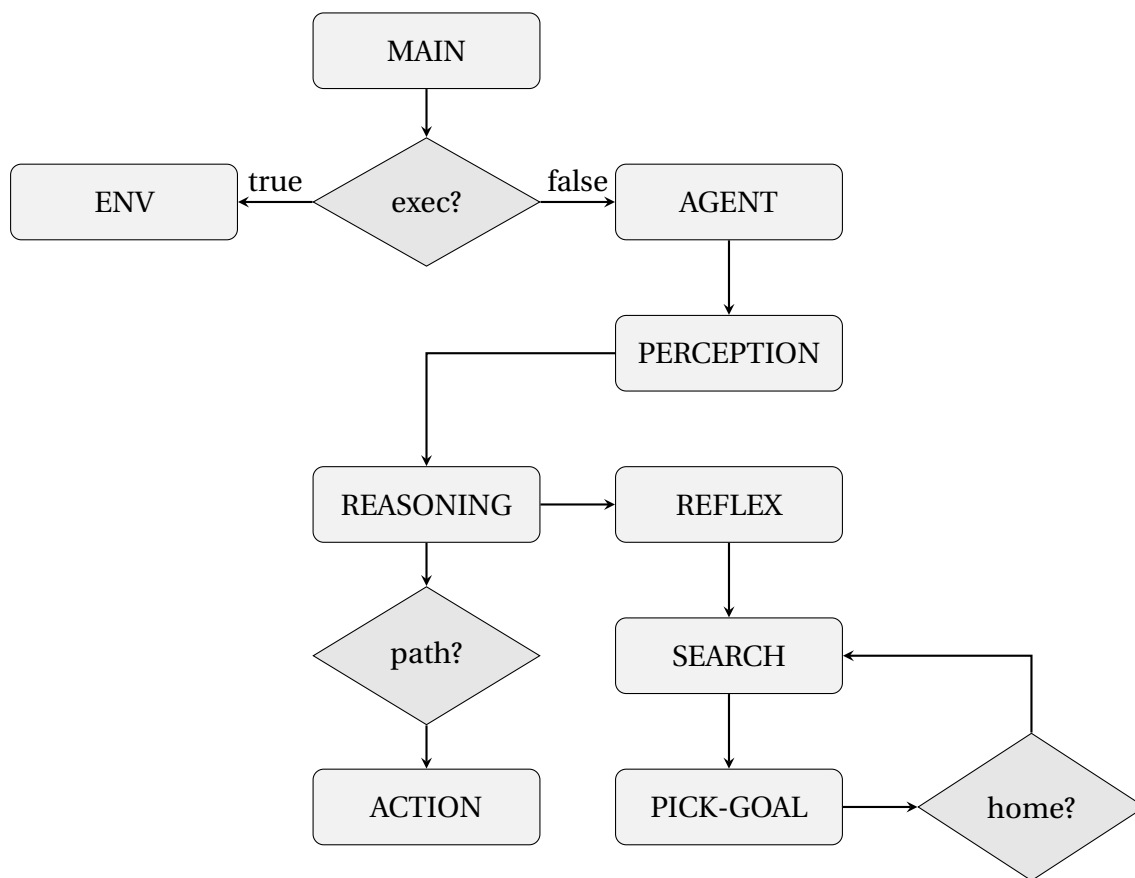 MAIN
true
false
ENV
exec?
AGENT
PERCEPTION
REASONING
REFLEX
path?
SEARCH
ACTION
PICK-GOAL
home?